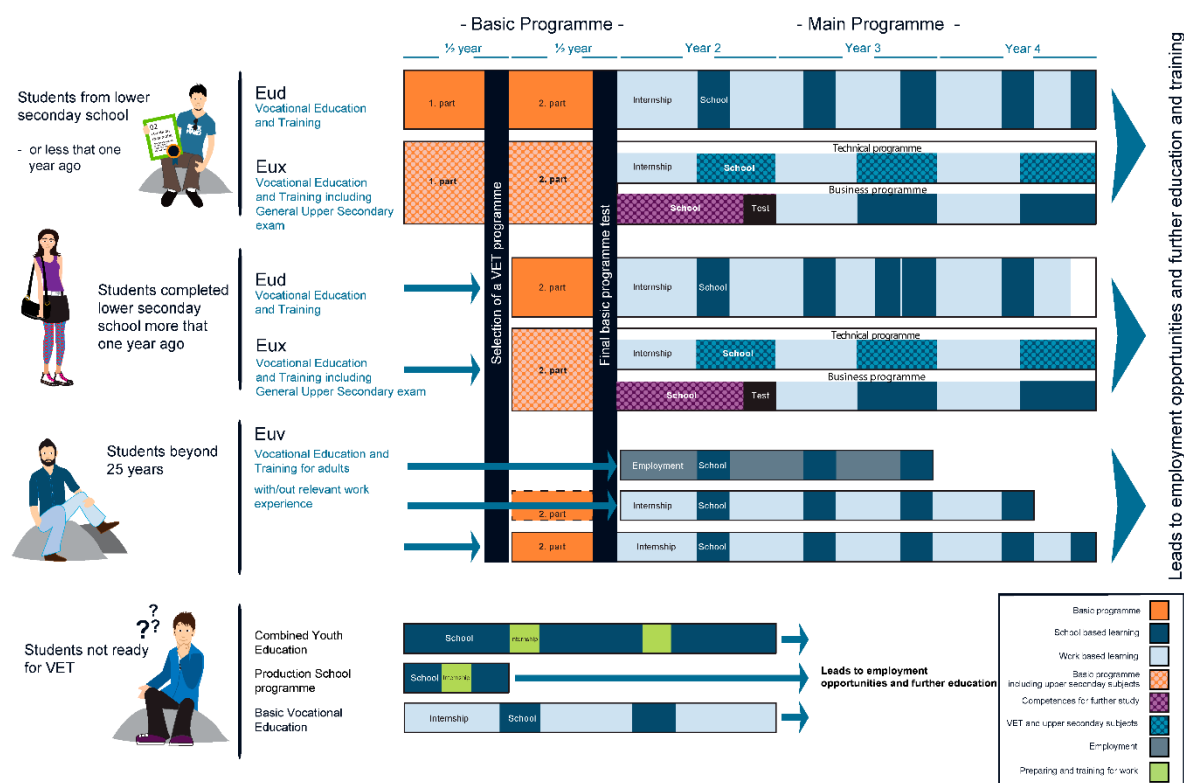 - Basic Programme -
- Main Programme -
½ year
½ year
Year 2
Year 3
Year 4
Students from lower
seconday school
- or less that one
year ago
Eud
Vocational Education
and Training
1. part
2. part
Internship
School
Eux
Vocational Education
and Training including
General Upper Secondary
exam
1. part
2. part
Technical programme
Internship
School
Business programme
School
Test
Selection of a VET programme
Final basic programme test
Students completed
lower seconday
school more that
one year ago
Eud
Vocational Education
and Training
2. part
Internship
School
Eux
Vocational Education
and Training including
General Upper Secondary exam
2. part
Technical programme
Internship
School
Business programme
School
Test
Students beyond
25 years
Euv
Vocational Education and
Training for adults
with/out relevant work
experience
Employment
School
2. part
Internship
School
2. part
Internship
School
Leads to employment opportunities and further education and training
Students not ready
for VET
???
?
Combined Youth
Education
School
Internship
Production School
programme
School
Internship
Leads to employment
opportunities and further education
Basic Vocational
Education
Internship
School
Basic programme
School based learning
Work based learning
Basic programme
including upper seconday subjects
Competences for further study
VET and upper seconday subjects
Employment
Preparing and training for work